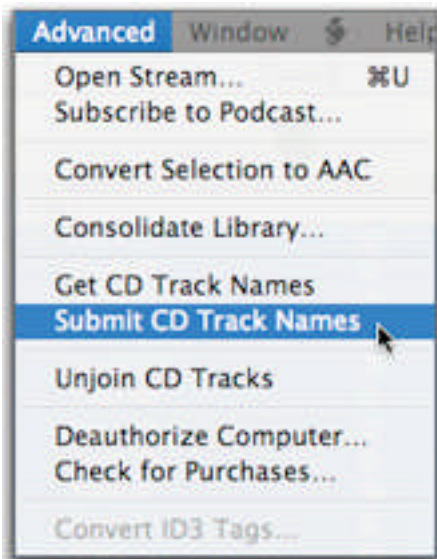 Advanced Window Help
Open Stream... ⌘U
Subscribe to Podcast...
Convert Selection to AAC
Consolidate Library...
Get CD Track Names
Submit CD Track Names
Unjoin CD Tracks
Deauthorize Computer...
Check for Purchases...
Convert ID3 Tags...